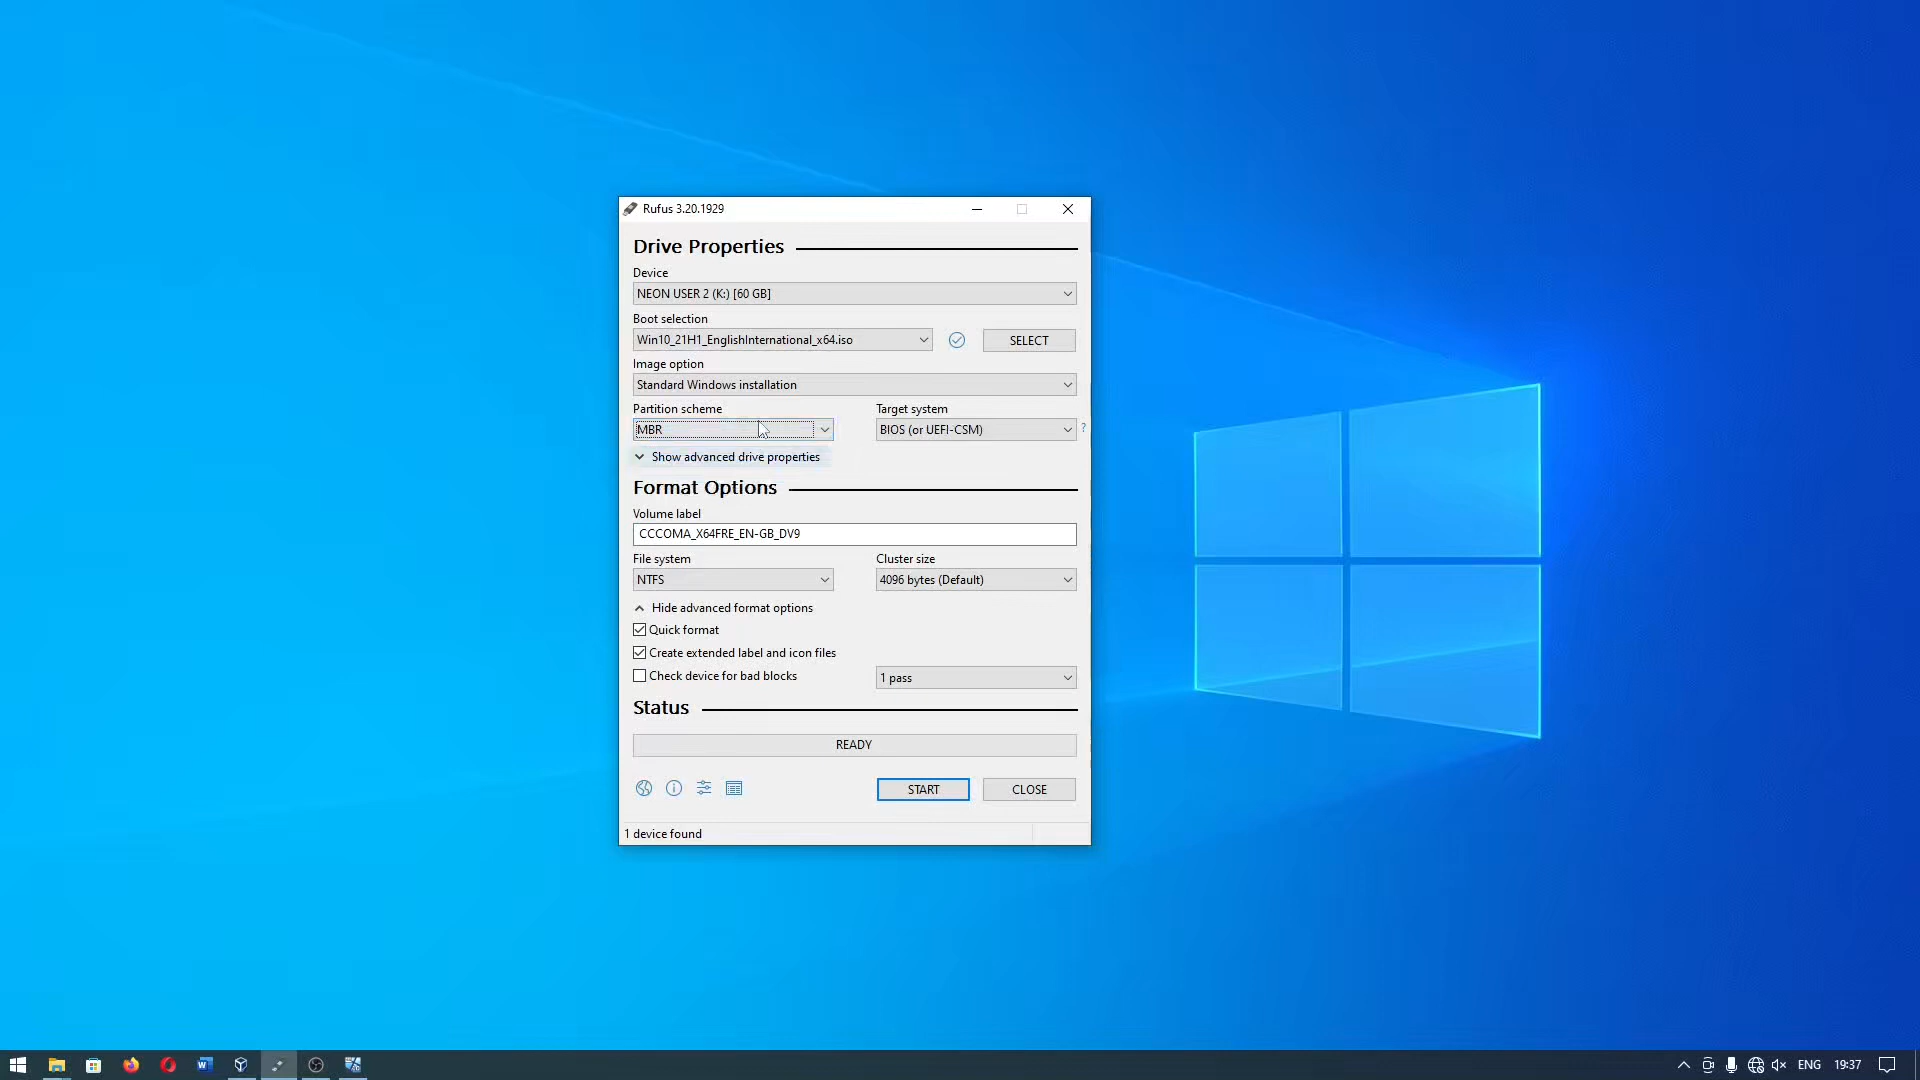 Rufus 3.20.1929
Drive Properties
Device
NEON USER 2 (K:) [60 GB]
Boot selection
Win10_21H1_EnglishInternational_x64.iso
SELECT
Image option
Standard Windows installation
Partition scheme
Target system
MBR
BIOS (or UEFI-CSM)
?
Show advanced drive properties
Format Options
Volume label
CCCOMA_X64FRE_EN-GB_DV9
File system
Cluster size
NTFS
4096 bytes (Default)
Hide advanced format options
Quick format
Create extended label and icon files
Check device for bad blocks
1 pass
Status
READY
START
CLOSE
1 device found
ENG
19:37